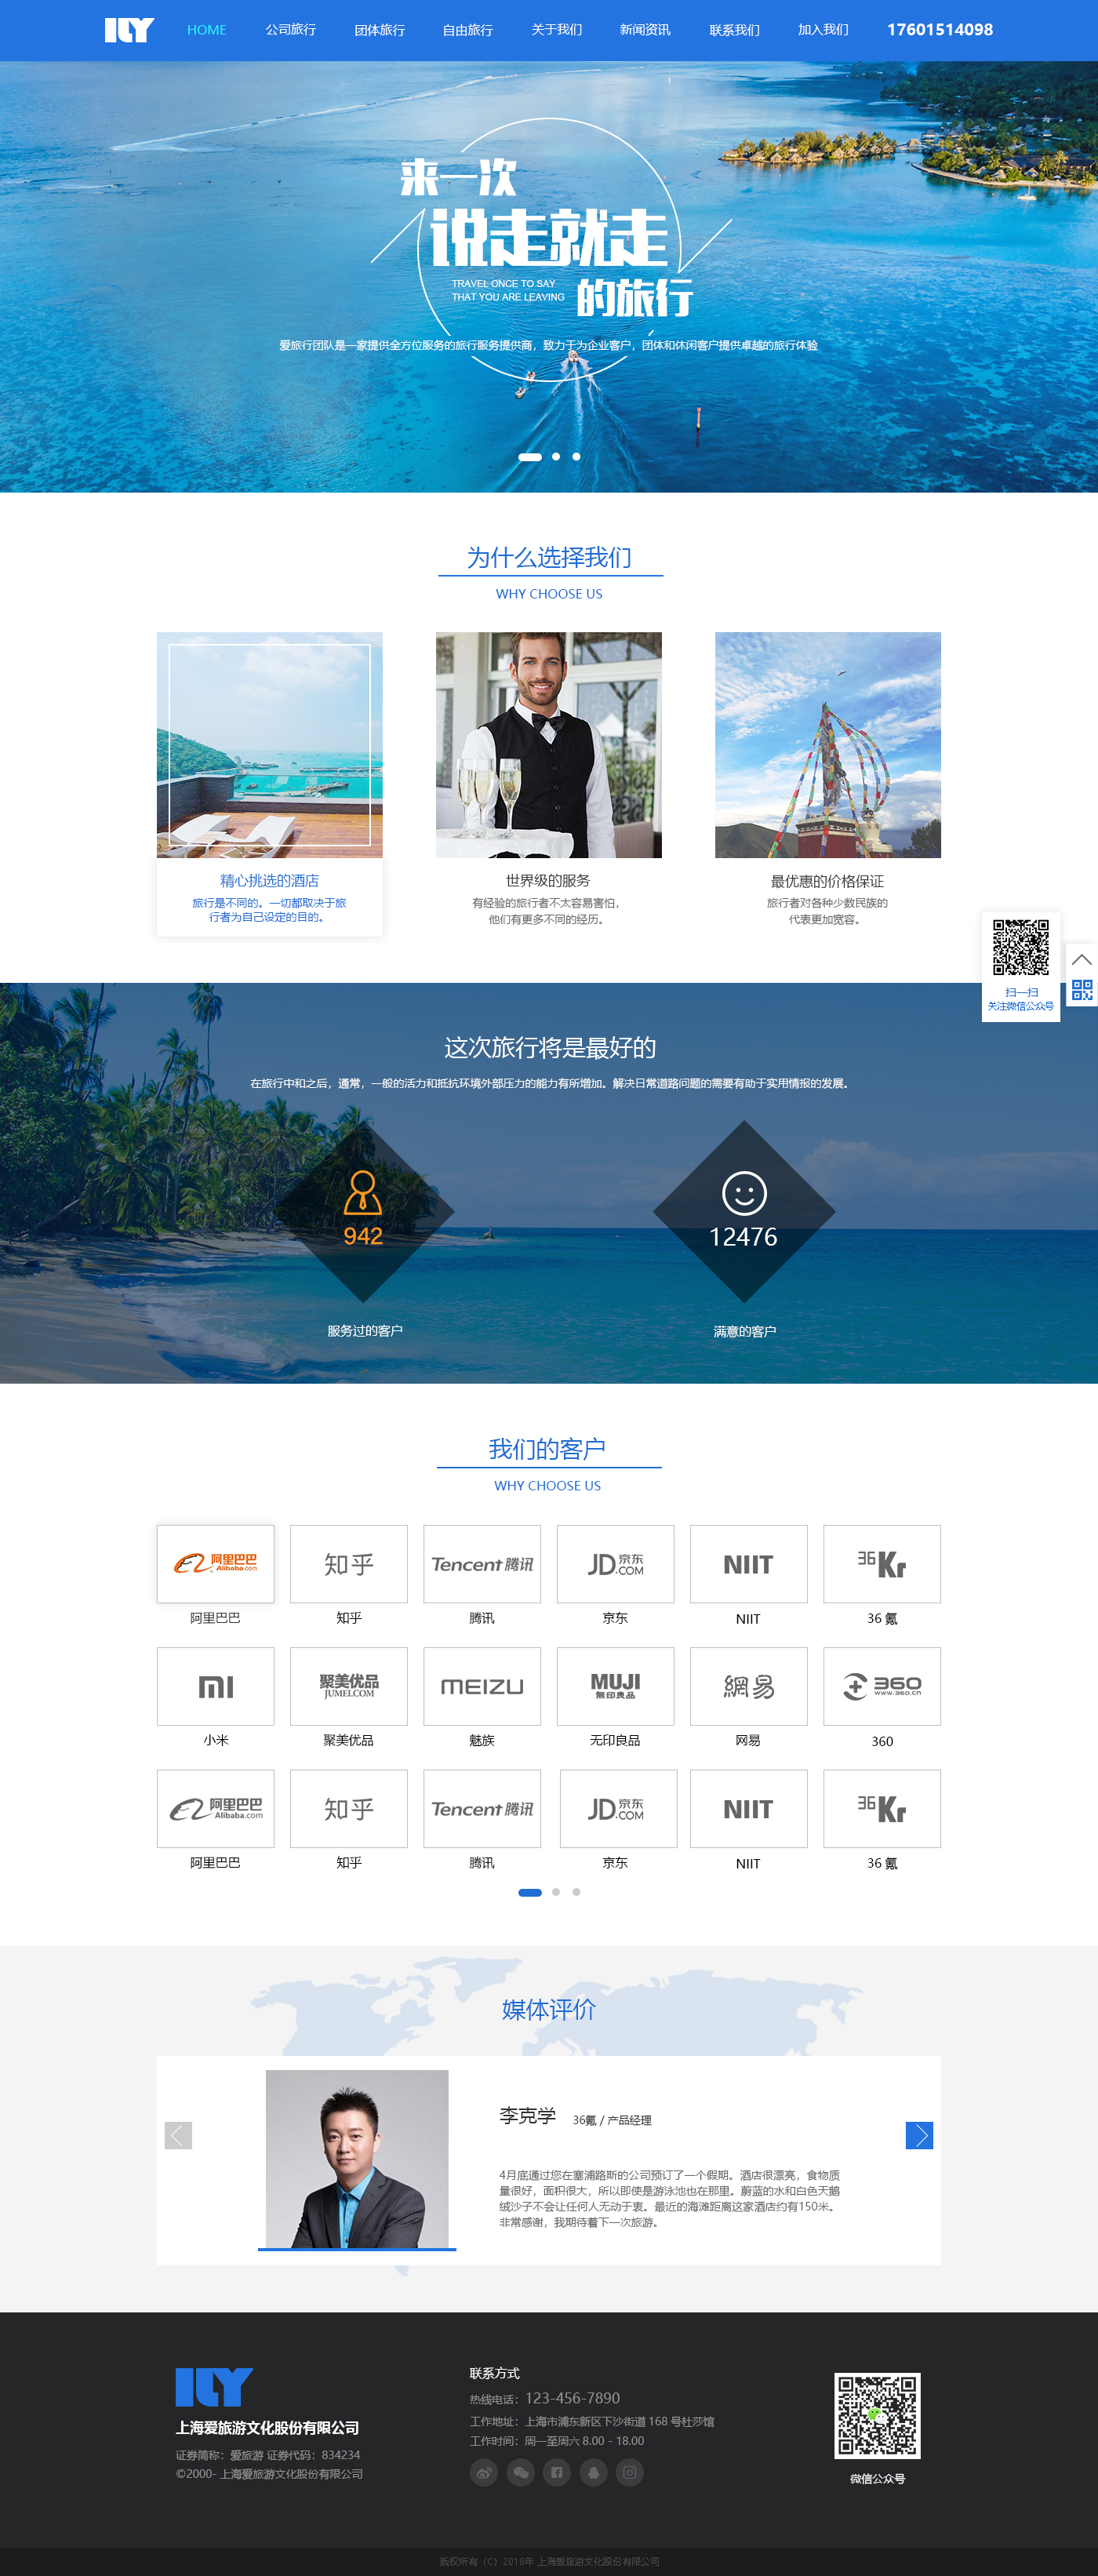 ILY
HOME 公司旅行 团体旅行 自由旅行 关于我们 新闻资讯 联系我们 加入我们 17601514098
来一次
说走就走
TRAVEL ONCE TO SAY
THAT YOU ARE LEAVING
的旅行
爱旅行团队是一家提供全方位服务的旅行服务提供商，致力于为企业客户，团体和休闲客户提供卓越的旅行体验
为什么选择我们
WHY CHOOSE US
精心挑选的酒店
旅行是不同的。一切都取决于旅
行者为自己设定的目的。
世界级的服务
有经验的旅行者不太容易害怕，
他们有更多不同的经历。
最优惠的价格保证
旅行者对各种少数民族的
代表更加宽容。
扫一扫
关注微信公众号
这次旅行将是最好的
在旅行中和之后，通常，一般的活力和抵抗环境外部压力的能力有所增加。解决日常道路问题的需要有助于实用情报的发展。
942
12476
服务过的客户
满意的客户
我们的客户
WHY CHOOSE US
阿里巴巴 Alibaba.com
知乎
Tencent 腾讯
JD 京东 .COM
NIIT
36Kr
阿里巴巴 知乎 腾讯 京东 NIIT 36 氪
mi
聚美优品 JUMEI.COM
MEIZU
MUJI 無印良品
網易
360 www.360.cn
小米 聚美优品 魅族 无印良品 网易 360
阿里巴巴 Alibaba.com
知乎
Tencent 腾讯
JD 京东 .COM
NIIT
36Kr
阿里巴巴 知乎 腾讯 京东 NIIT 36 氪
媒体评价
李克学 36氪 / 产品经理
4月底通过您在塞浦路斯的公司预订了一个假期。酒店很漂亮，食物质
量很好，面积很大，所以即使是游泳池也在那里。蔚蓝的水和白色天鹅
绒沙子不会让任何人无动于衷。最近的海滩距离这家酒店约有150米。
非常感谢，我期待着下一次旅游。
ILY
上海爱旅游文化股份有限公司
证券简称：爱旅游 证券代码：834234
©2000- 上海爱旅游文化股份有限公司
联系方式
热线电话：123-456-7890
工作地址：上海市浦东新区下沙街道 168 号杜莎馆
工作时间：周一至周六 8.00 - 18.00
微信公众号
版权所有（C）2018年 上海爱旅游文化股份有限公司